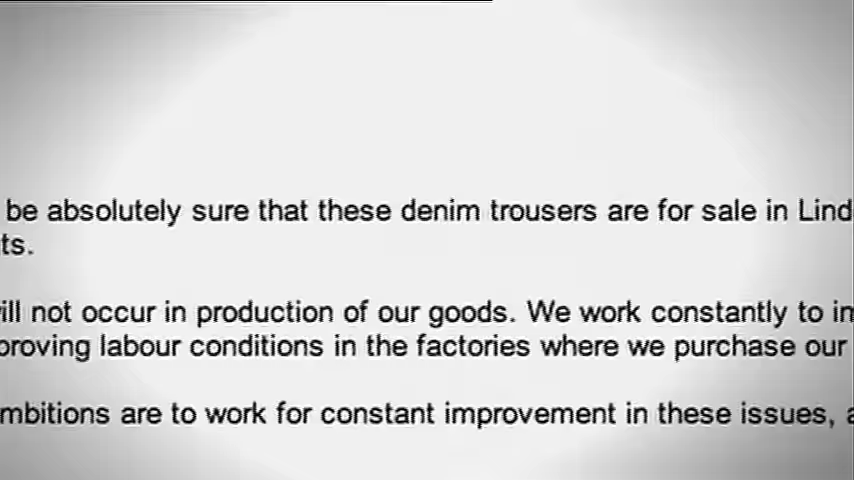 be absolutely sure that these denim trousers are for sale in Lind
ts.
ill not occur in production of our goods. We work constantly to im
proving labour conditions in the factories where we purchase our
mbitions are to work for constant improvement in these issues, a